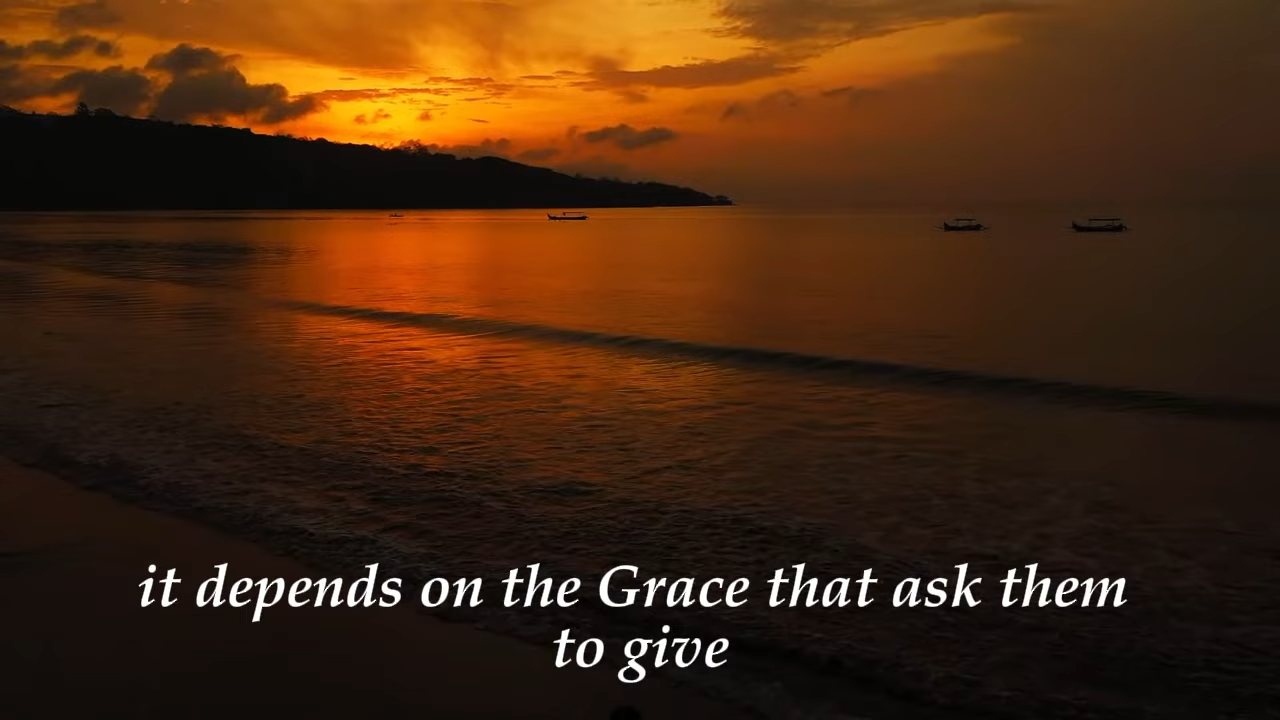 it depends on the Grace that ask them
to give